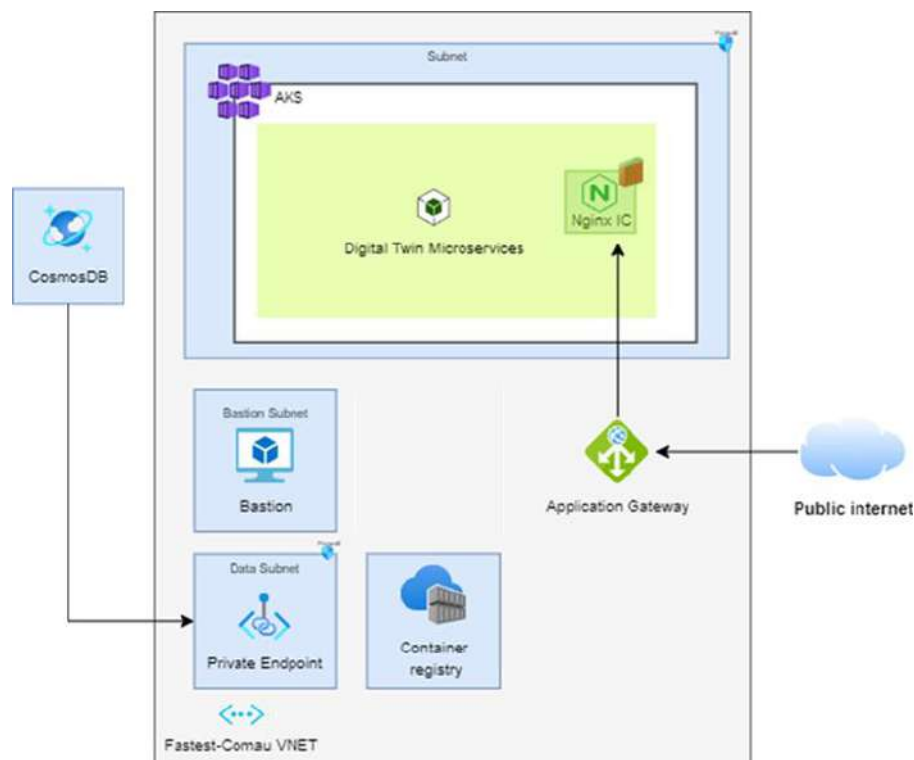 Subnet
AKS
Nginx IC
Digital Twin Microservices
CosmosDB
Bastion Subnet
Bastion
Application Gateway
Public internet
Data Subnet
Private Endpoint
Container
registry
Fastest-Comau VNET